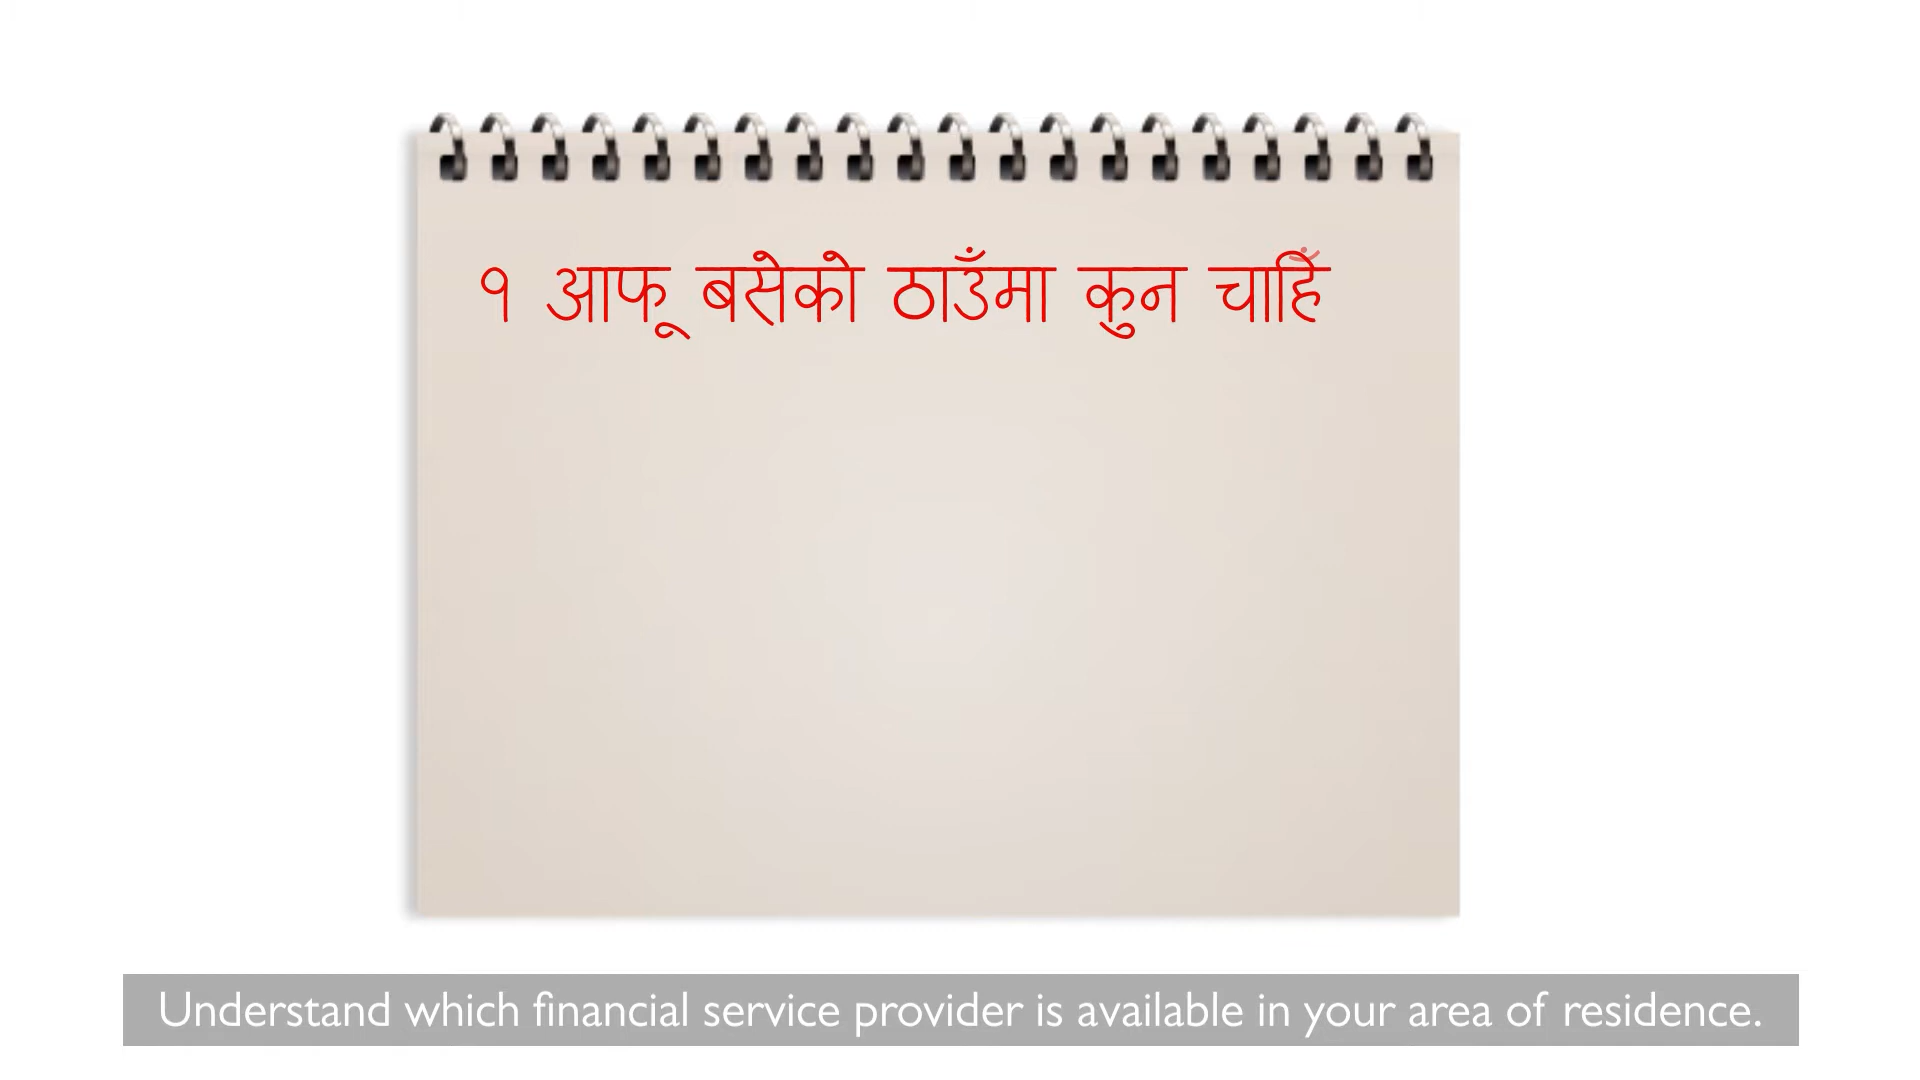 १ आफू बसेको ठाउँमा कुन चाहिँ
Understand which financial service provider is available in your area of residence.